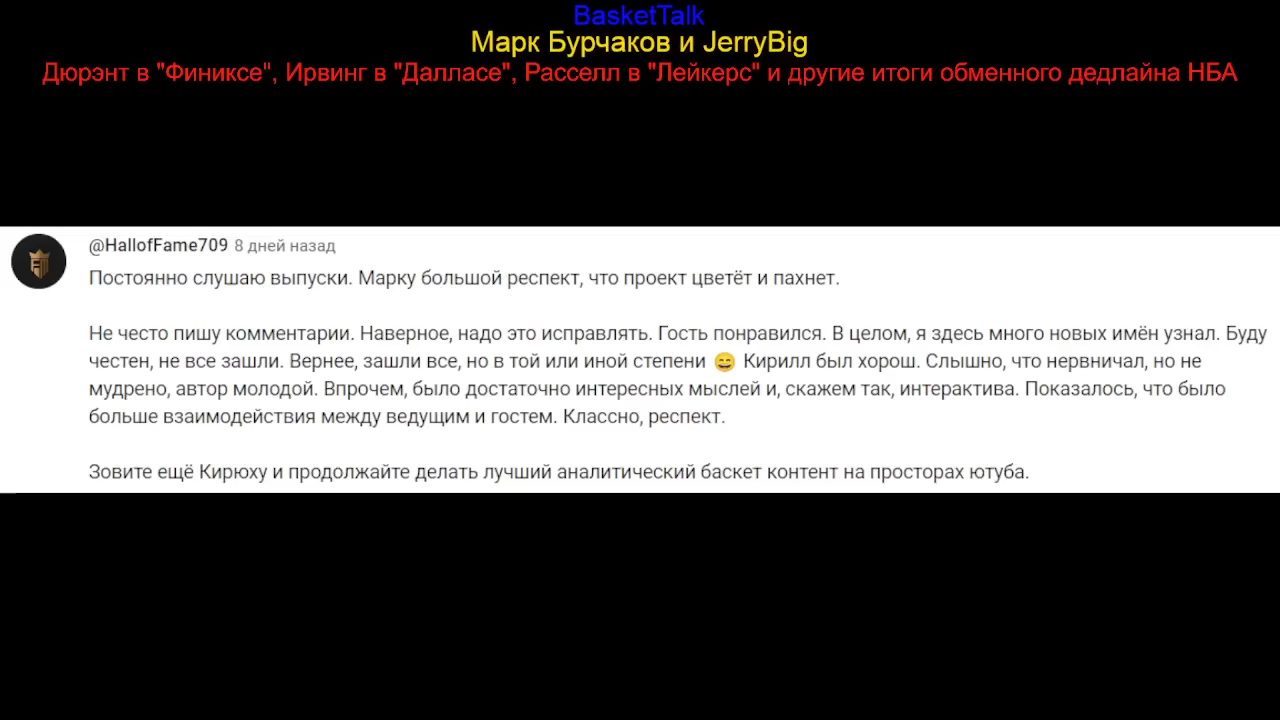 BasketTalk
Марк Бурчаков и JerryBig
Дюрэнт в "Финиксе", Ирвинг в "Далласе", Расселл в "Лейкерс" и другие итоги обменного дедлайна НБА
@HallofFame709 8 дней назад
Постоянно слушаю выпуски. Марку большой респект, что проект цветёт и пахнет.
Не често пишу комментарии. Наверное, надо это исправлять. Гость понравился. В целом, я здесь много новых имён узнал. Буду
честен, не все зашли. Вернее, зашли все, но в той или иной степени 😄 Кирилл был хорош. Слышно, что нервничал, но не
мудрено, автор молодой. Впрочем, было достаточно интересных мыслей и, скажем так, интерактива. Показалось, что было
больше взаимодействия между ведущим и гостем. Классно, респект.
Зовите ещё Кирюху и продолжайте делать лучший аналитический баскет контент на просторах ютуба.